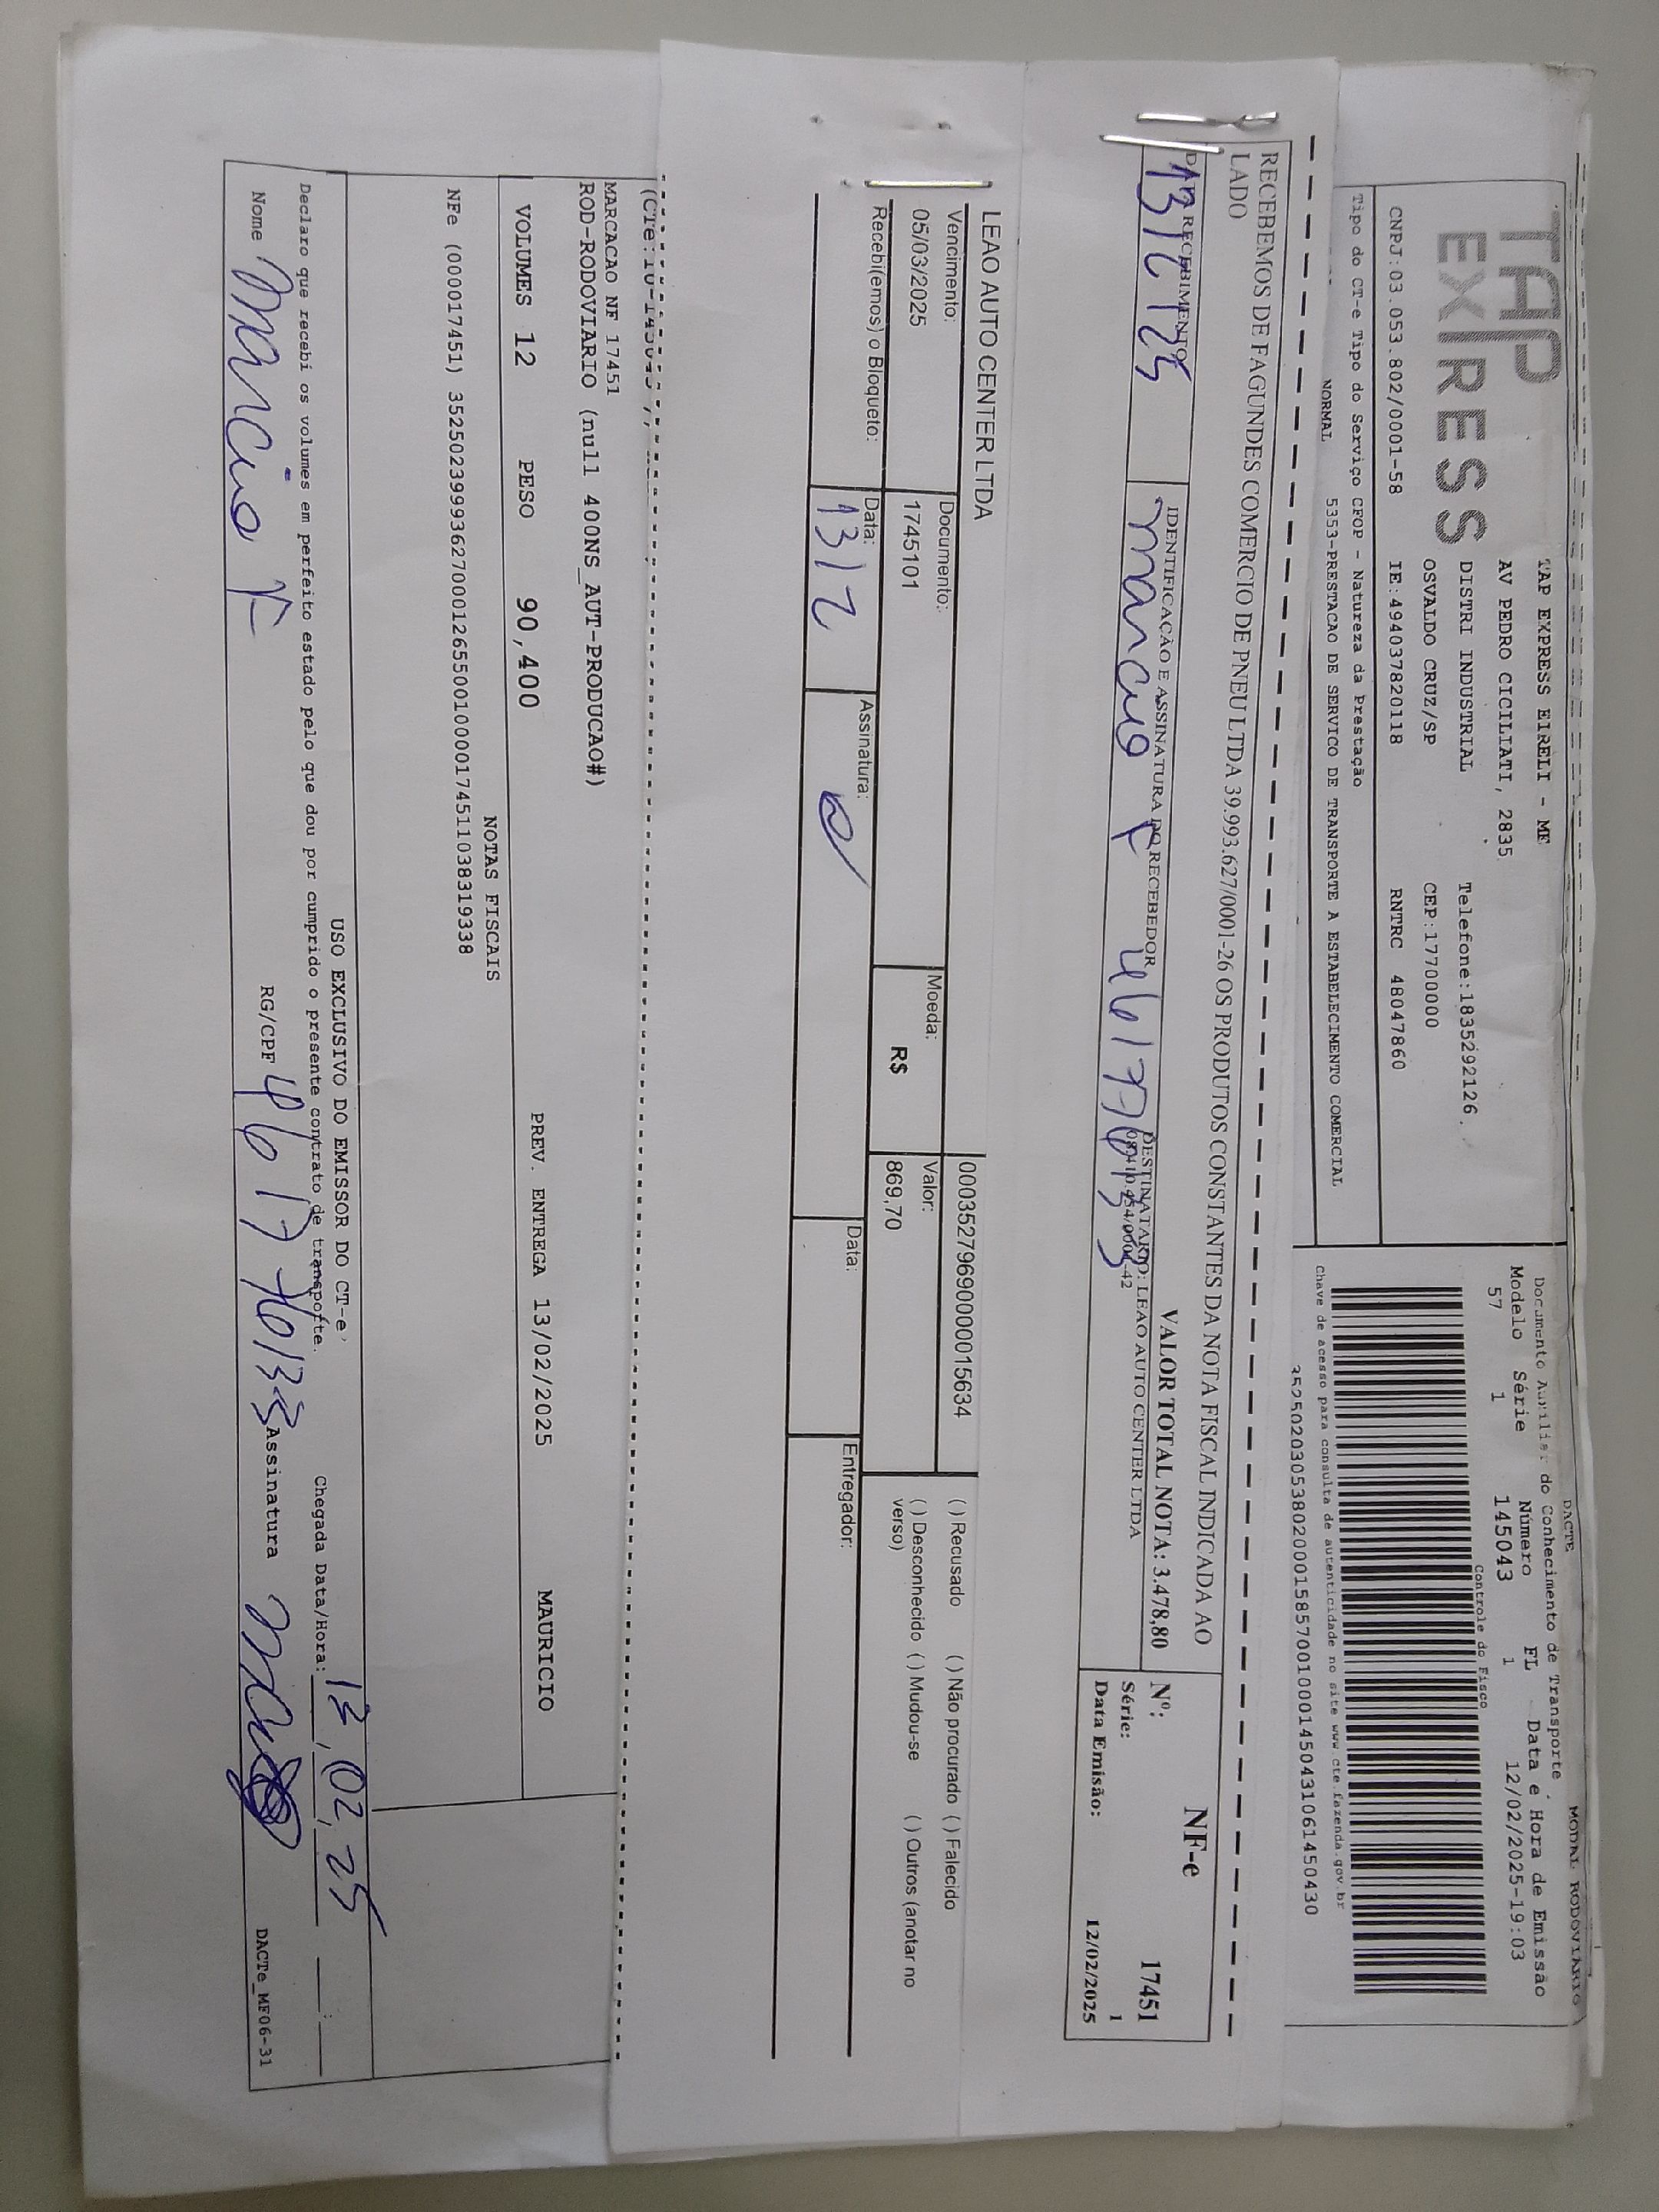 TAP
EXPRESS
TAP EXPRESS EIRELI - ME
AV PEDRO CICILIATI, 2835
DISTRI INDUSTRIAL Telefone:1835292126.
OSVALDO CRUZ/SP CEP:17700000
CNPJ:03.053.802/0001-58 IE:494037820118 RNTRC 48047860
Tipo do CT-e Tipo do Serviço CFOP - Natureza da Prestação
NORMAL 5353-PRESTACAO DE SERVICO DE TRANSPORTE A ESTABELECIMENTO COMERCIAL
DACTE
MODAL RODOVIARIO
Documento Auxiliar do Conhecimento de Transporte
Modelo Série Número FL Data e Hora de Emissão
57 1 145043 1 12/02/2025-19:03
Controle do Fisco
Chave de acesso para consulta de autenticidade no site www.cte.fazenda.gov.br
35250203053802000158570010001450431061450430
RECEBEMOS DE FAGUNDES COMERCIO DE PNEU LTDA 39.993.627/0001-26 OS PRODUTOS CONSTANTES DA NOTA FISCAL INDICADA AO
LADO
VALOR TOTAL NOTA: 3.478,80
RECEBIMENTO
13/2/25
IDENTIFICAÇÃO E ASSINATURA DO RECEBEDOR
Marcio F 461776133
DESTINATARIO: LEAO AUTO CENTER LTDA
NF-e
Nº: 17451
Série: 1
Data Emissão: 12/02/2025
LEAO AUTO CENTER LTDA
Vencimento: Documento: Moeda: Valor:
05/03/2025 1745101 R$ 869,70
( ) Recusado ( ) Não procurado ( ) Falecido
( ) Desconhecido ( ) Mudou-se ( ) Outros (anotar no
verso)
Recebi(emos) o Bloqueto: Data: Assinatura: Data: Entregador:
13/2
MARCACAO NF 17451
ROD-RODOVIARIO (null 400NS_AUT-PRODUCAO#)
VOLUMES 12 PESO 90,400 PREV. ENTREGA 13/02/2025 MAURICIO
NOTAS FISCAIS
NFe (000017451) 35250239993627000126550010000174511038319338
USO EXCLUSIVO DO EMISSOR DO CT-e
Declaro que recebi os volumes em perfeito estado pelo que dou por cumprido o presente contrato de transporte.
Chegada Data/Hora: 13,02,25 :
Nome Marcio F RG/CPF 461776133 Assinatura
DACTe_MF06-31